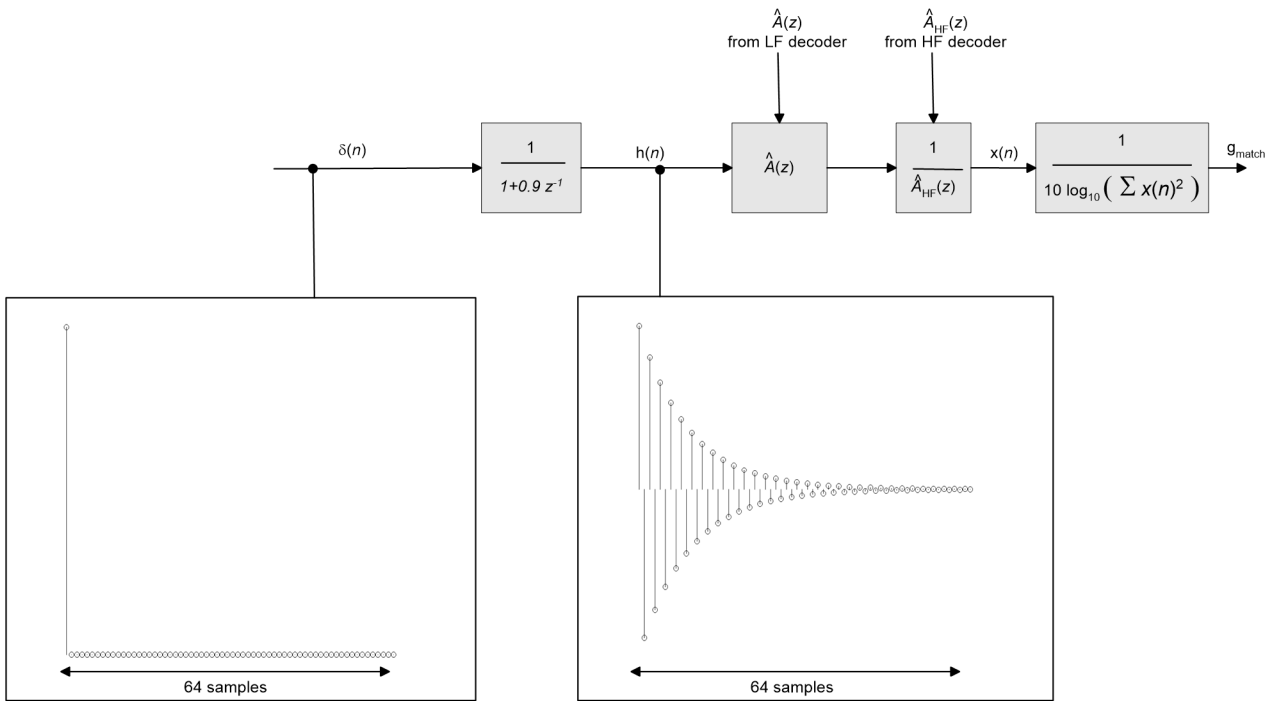 Â(z)
from LF decoder
Â_HF(z)
from HF decoder
δ(n)
1
1+0.9 z⁻¹
h(n)
Â(z)
1
Â_HF(z)
x(n)
1
10 log₁₀( Σ x(n)² )
g_match
64 samples
64 samples